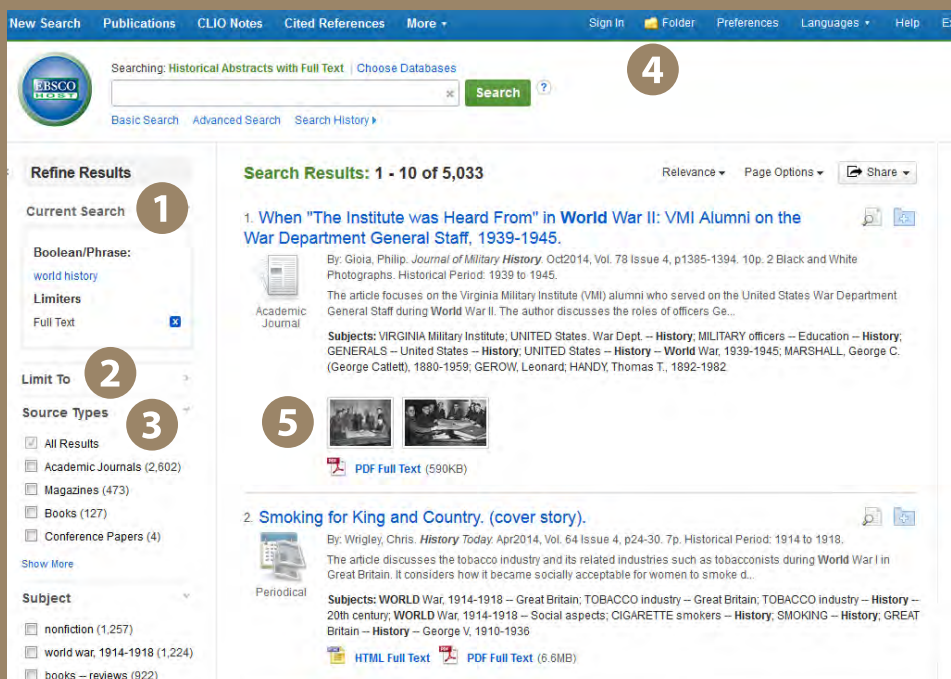 New Search Publications CLIO Notes Cited References More Sign In Folder Preferences Languages Help
4
EBSCO
HOST
Searching: Historical Abstracts with Full Text | Choose Databases
Search ?
Basic Search Advanced Search Search History
Refine Results
Current Search
1
Boolean/Phrase:
world history
Limiters
Full Text
Limit To
2
Source Types
3
All Results
Academic Journals (2,602)
Magazines (473)
Books (127)
Conference Papers (4)
Show More
Subject
nonfiction (1,257)
world war, 1914-1918 (1,224)
books -- reviews (922)
Search Results: 1 - 10 of 5,033 Relevance Page Options Share
1. When "The Institute was Heard From" in World War II: VMI Alumni on the
War Department General Staff, 1939-1945.
By: Gioia, Philip. Journal of Military History. Oct2014, Vol. 78 Issue 4, p1385-1394. 10p. 2 Black and White
Photographs. Historical Period: 1939 to 1945.
Academic
Journal
The article focuses on the Virginia Military Institute (VMI) alumni who served on the United States War Department
General Staff during World War II. The author discusses the roles of officers Ge...
Subjects: VIRGINIA Military Institute; UNITED States. War Dept. -- History; MILITARY officers -- Education -- History;
GENERALS -- United States -- History; UNITED States -- History -- World War, 1939-1945; MARSHALL, George C.
(George Catlett), 1880-1959; GEROW, Leonard; HANDY, Thomas T., 1892-1982
5
PDF Full Text (590KB)
2. Smoking for King and Country. (cover story).
By: Wrigley, Chris. History Today. Apr2014, Vol. 64 Issue 4, p24-30. 7p. Historical Period: 1914 to 1918.
Periodical
The article discusses the tobacco industry and its related industries such as tobacconists during World War I in
Great Britain. It considers how it became socially acceptable for women to smoke d...
Subjects: WORLD War, 1914-1918 -- Great Britain; TOBACCO industry -- Great Britain; TOBACCO industry -- History --
20th century; WORLD War, 1914-1918 -- Social aspects; CIGARETTE smokers -- History; SMOKING -- History; GREAT
Britain -- History -- George V, 1910-1936
HTML Full Text PDF Full Text (6.6MB)